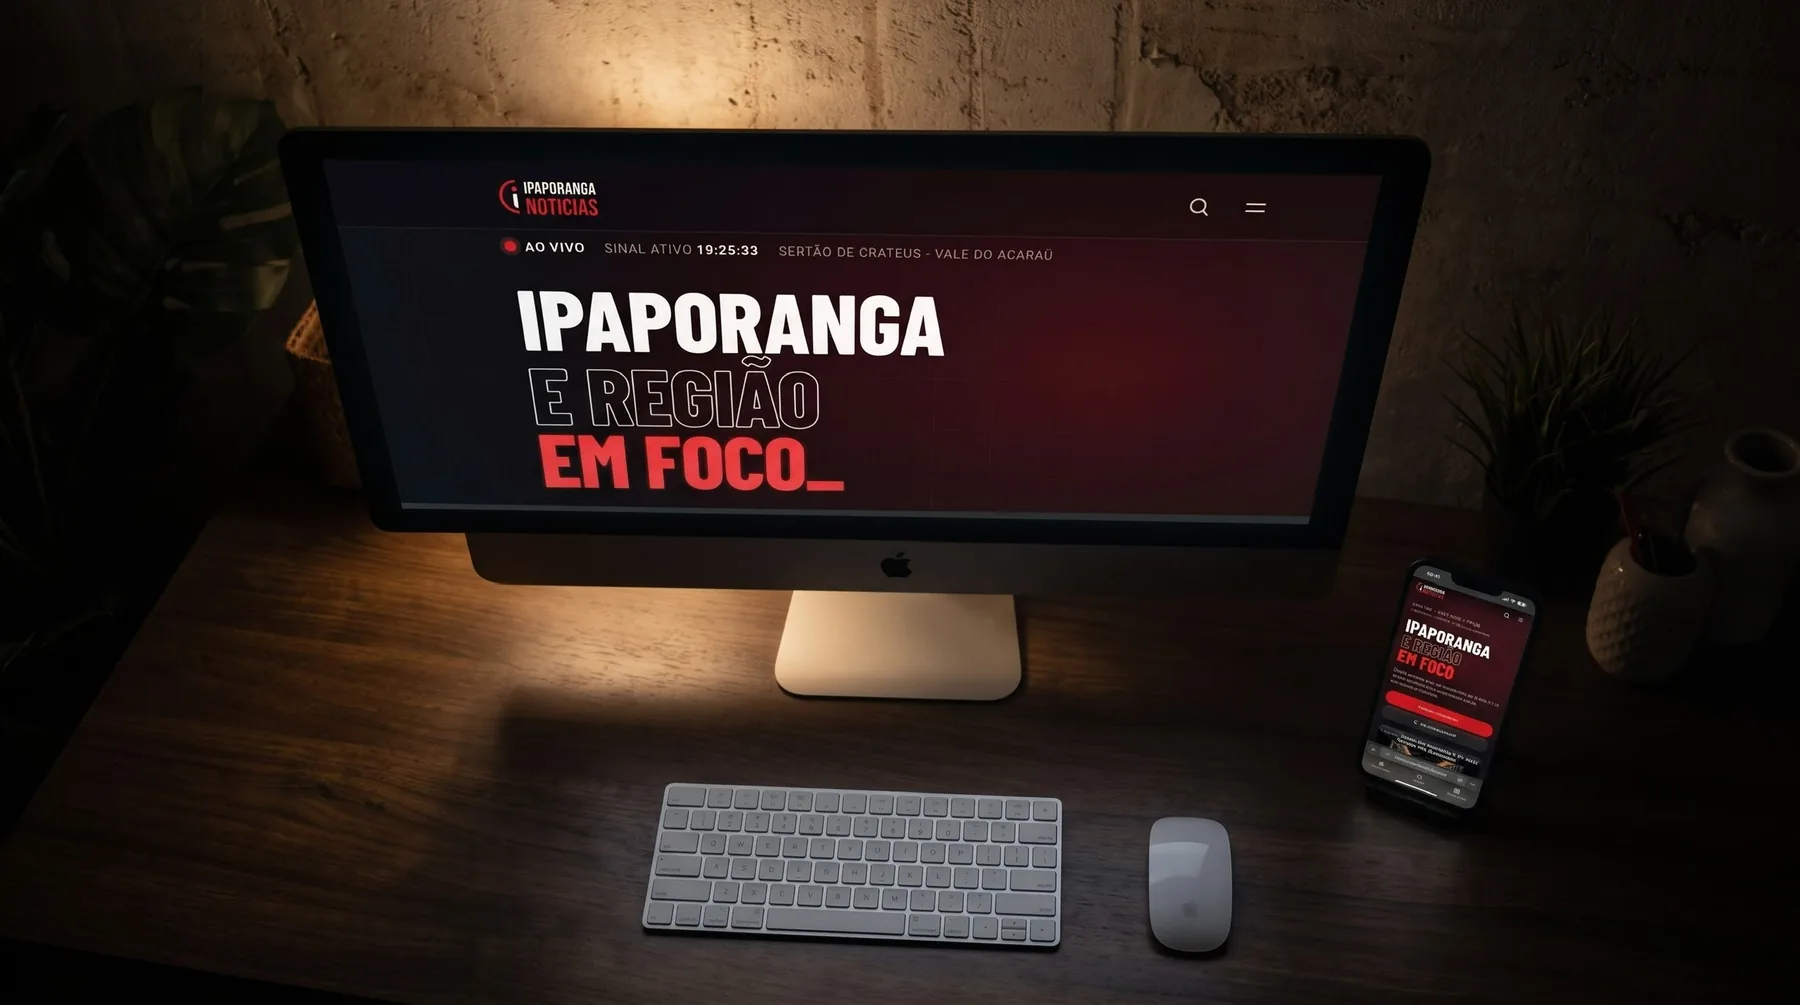 IPAPORANGA
NOTICIAS
AO VIVO SINAL ATIVO 19:25:33 SERTÃO DE CRATEUS - VALE DO ACARAÜ
IPAPORANGA
E REGIÃO
EM FOCO_
IPAPORANGA
E REGIÃO
EM FOCO